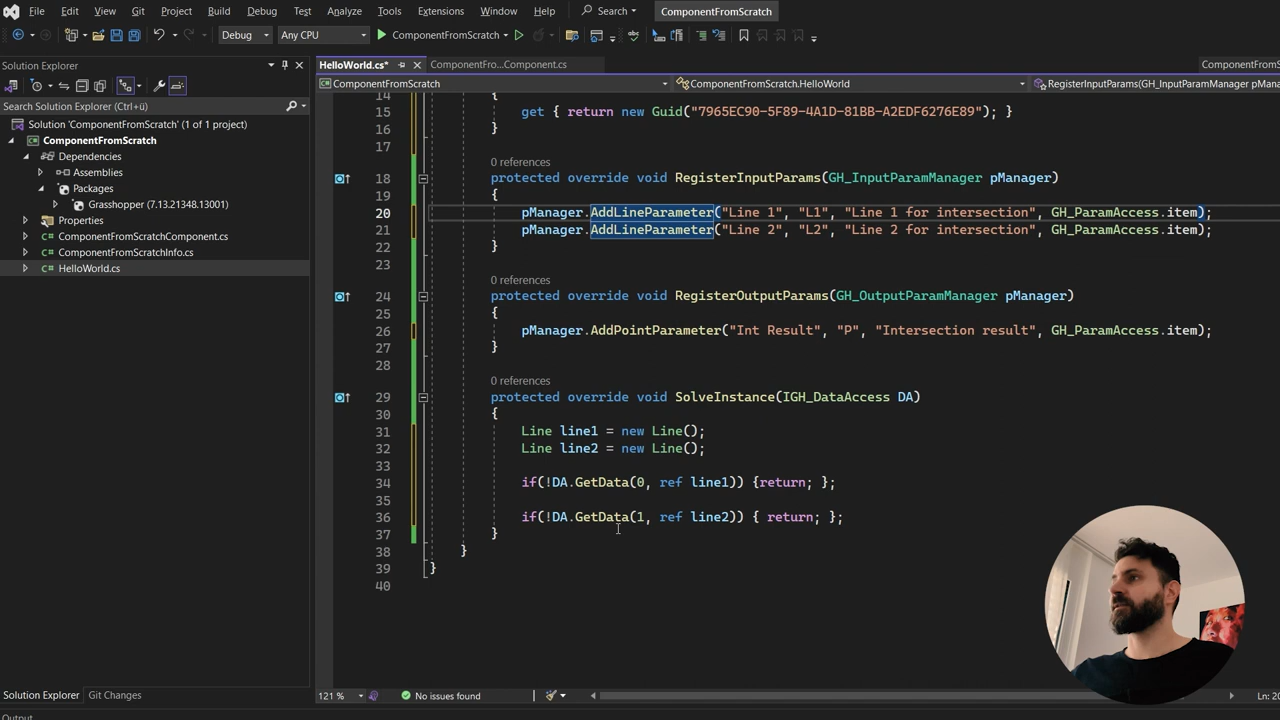 File Edit View Git Project Build Debug Test Analyze Tools Extensions Window Help Search ComponentFromScratch
Debug Any CPU ComponentFromScratch
Solution Explorer
Search Solution Explorer (Ctrl+ü)
Solution 'ComponentFromScratch' (1 of 1 project)
ComponentFromScratch
Dependencies
Assemblies
Packages
Grasshopper (7.13.21348.13001)
Properties
ComponentFromScratchComponent.cs
ComponentFromScratchInfo.cs
HelloWorld.cs
Solution Explorer Git Changes
Output
HelloWorld.cs* ComponentFro...Component.cs ComponentFromS
ComponentFromScratch ComponentFromScratch.HelloWorld RegisterInputParams(GH_InputParamManager pMana
14 {
15 get { return new Guid("7965EC90-5F89-4A1D-81BB-A2EDF6276E89"); }
16 }
17
0 references
18 protected override void RegisterInputParams(GH_InputParamManager pManager)
19 {
20 pManager.AddLineParameter("Line 1", "L1", "Line 1 for intersection", GH_ParamAccess.item);
21 pManager.AddLineParameter("Line 2", "L2", "Line 2 for intersection", GH_ParamAccess.item);
22 }
23
0 references
24 protected override void RegisterOutputParams(GH_OutputParamManager pManager)
25 {
26 pManager.AddPointParameter("Int Result", "P", "Intersection result", GH_ParamAccess.item);
27 }
28
0 references
29 protected override void SolveInstance(IGH_DataAccess DA)
30 {
31 Line line1 = new Line();
32 Line line2 = new Line();
33
34 if(!DA.GetData(0, ref line1)) {return; };
35
36 if(!DA.GetData(1, ref line2)) { return; };
37 }
38 }
39 }
40
121 % No issues found Ln: 20